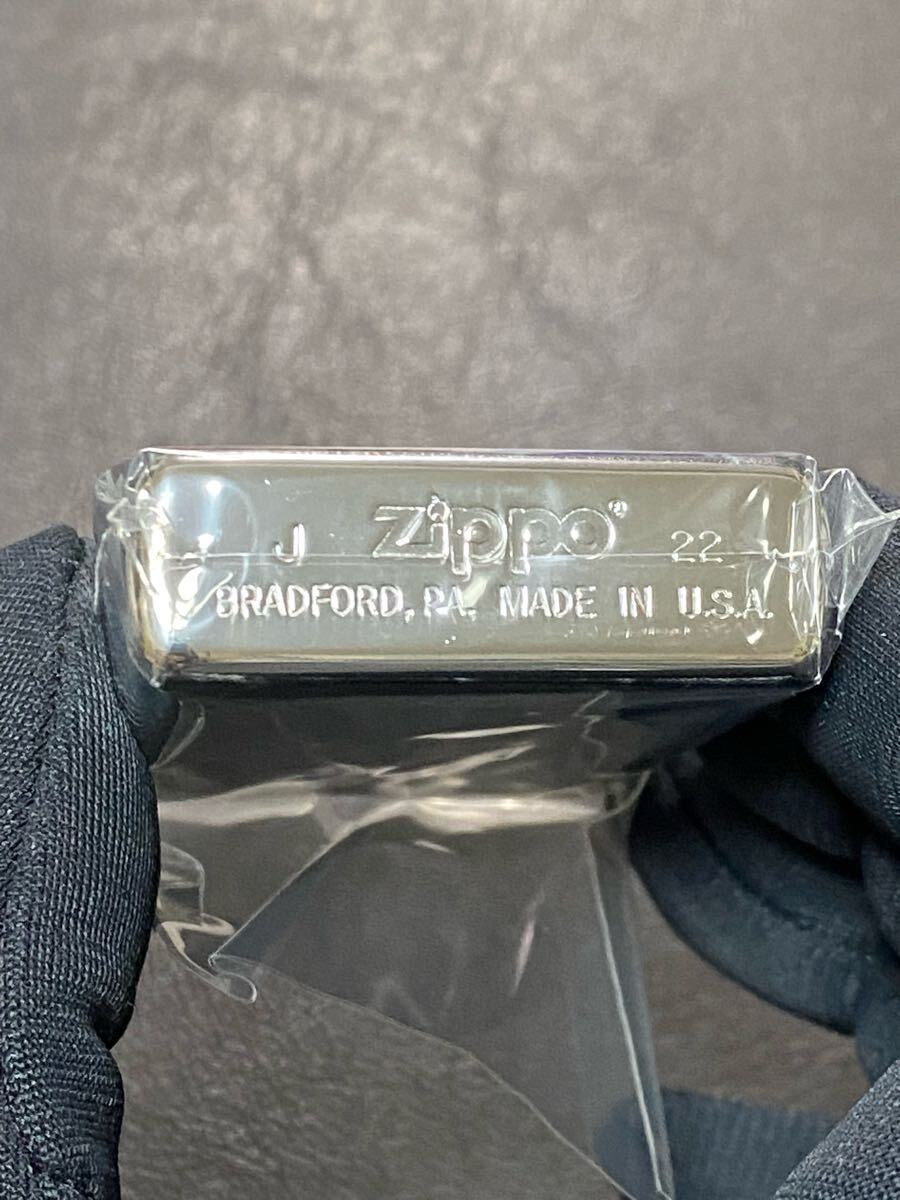 J Zippo® 22
BRADFORD, PA. MADE IN U.S.A.